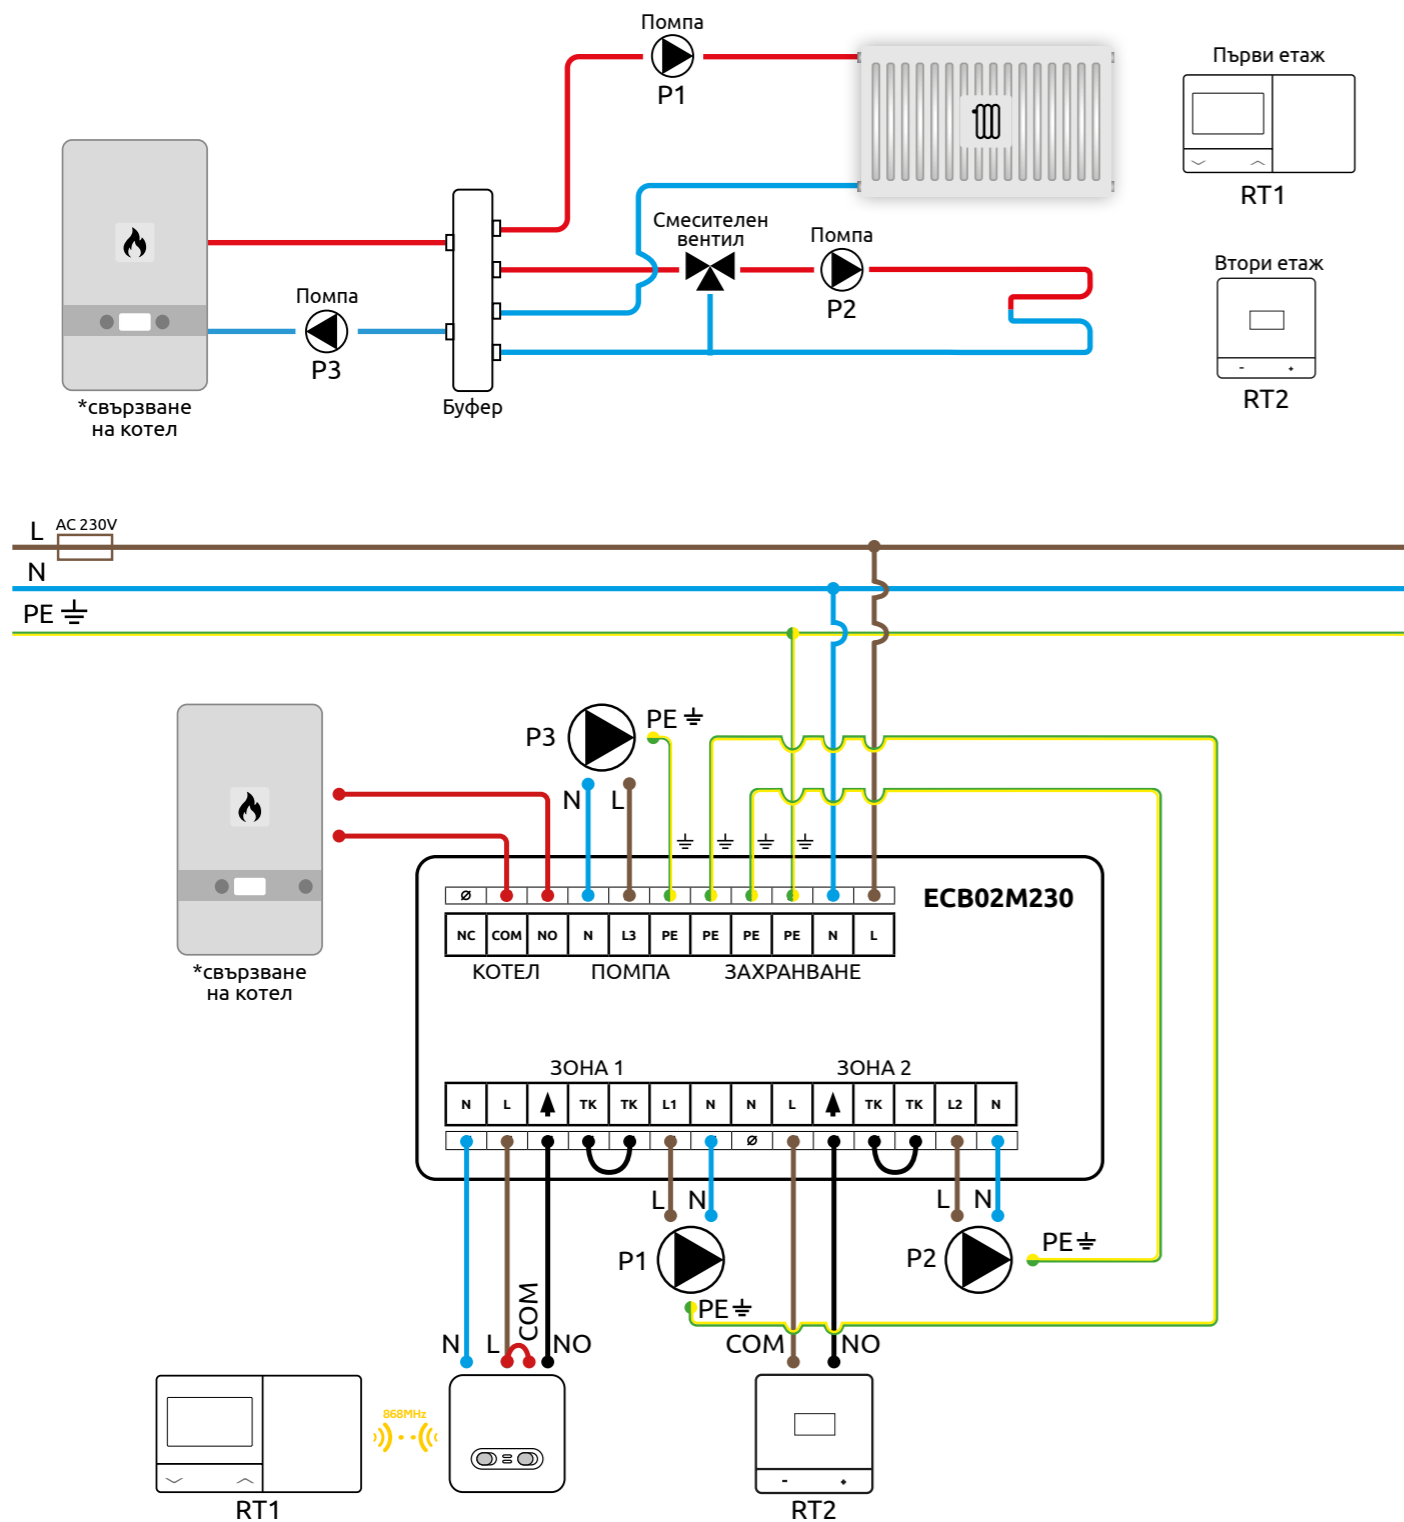 Помпа
P1
Първи етаж
RT1
Смесителен
вентил
Помпа
P2
Втори етаж
RT2
Помпа
P3
*свързване
на котел
Буфер
L
AC 230V
N
PE
P3
PE
N
L
*свързване
на котел
ECB02M230
Ø
NC COM NO N L3 PE PE PE PE N L
КОТЕЛ ПОМПА ЗАХРАНВАНЕ
ЗОНА 1 ЗОНА 2
N L TK TK L1 N N L TK TK L2 N
Ø
L N
L N
P1
PE
P2
PE
N L COM NO
COM NO
868MHz
RT1
RT2